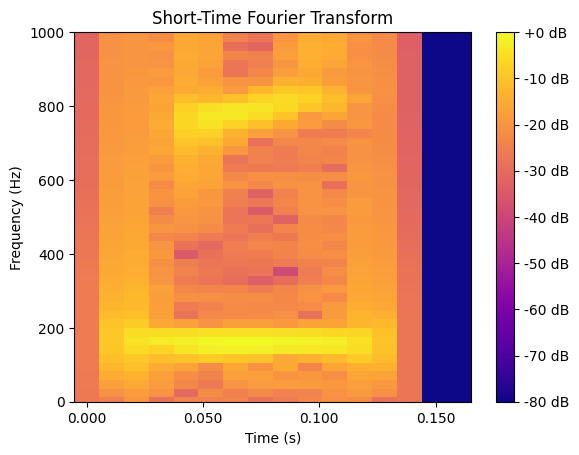 Short-Time Fourier Transform
1000
800
600
400
200
0
Frequency (Hz)
0.000
0.050
0.100
0.150
Time (s)
+0 dB
-10 dB
-20 dB
-30 dB
-40 dB
-50 dB
-60 dB
-70 dB
-80 dB